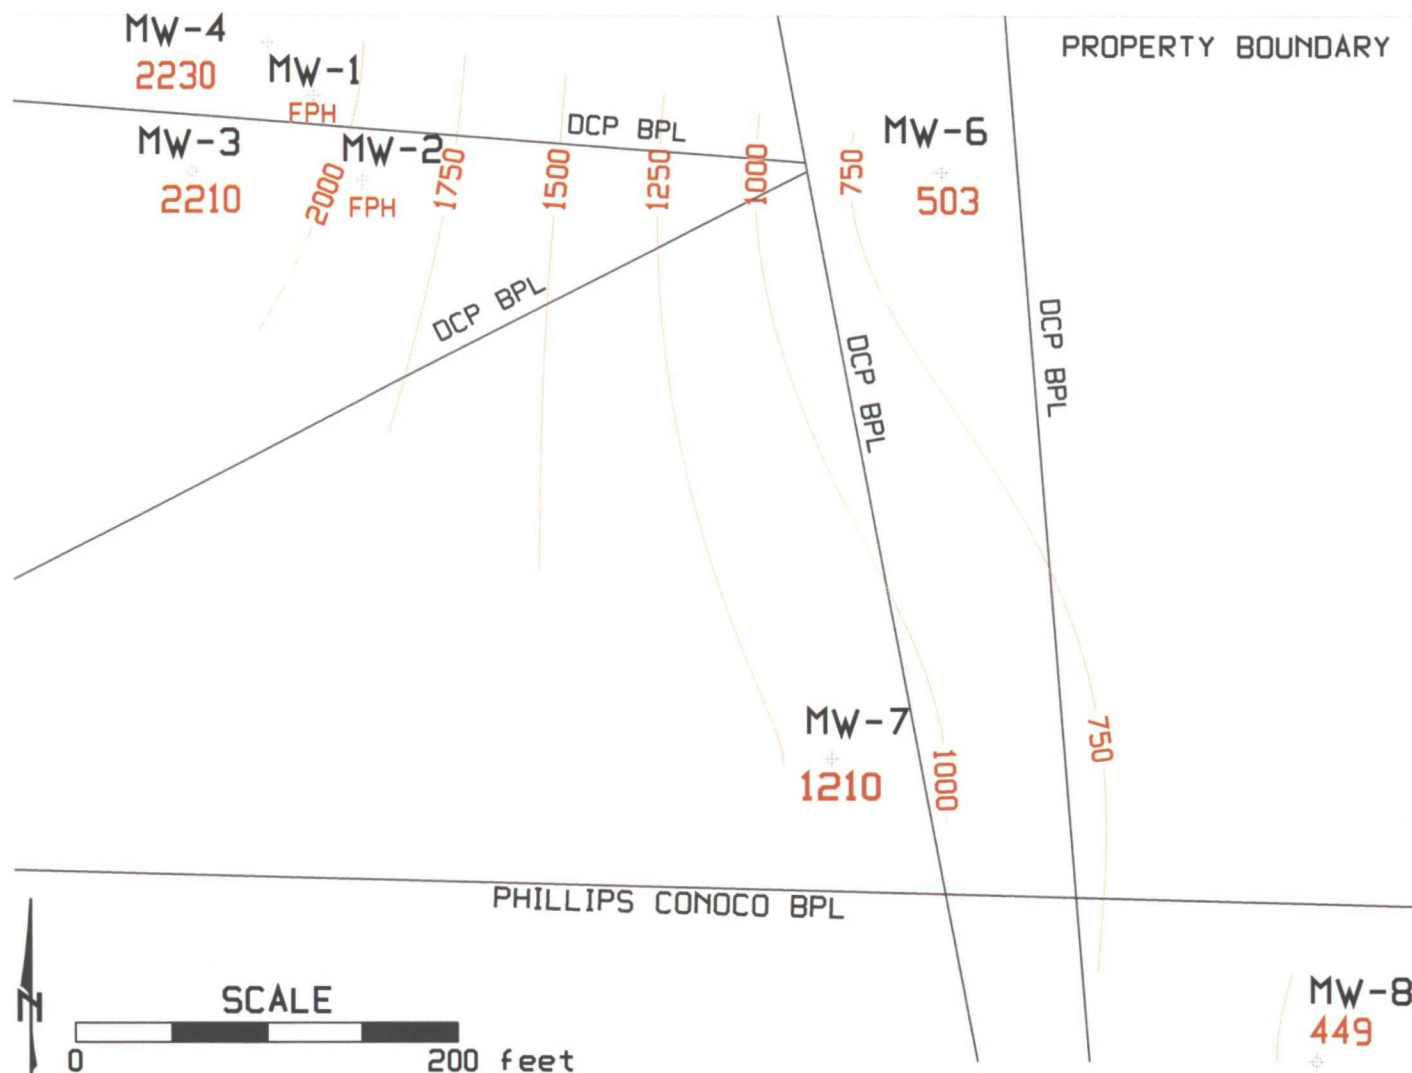 MW-4
2230
MW-1
FPH
PROPERTY BOUNDARY
MW-3
2210
MW-2
FPH
2000
1750
1500
1250
1000
750
DCP BPL
MW-6
503
DCP BPL
DCP BPL
DCP BPL
MW-7
1210
1000
750
PHILLIPS CONOCO BPL
N
SCALE
0
200 feet
MW-8
449